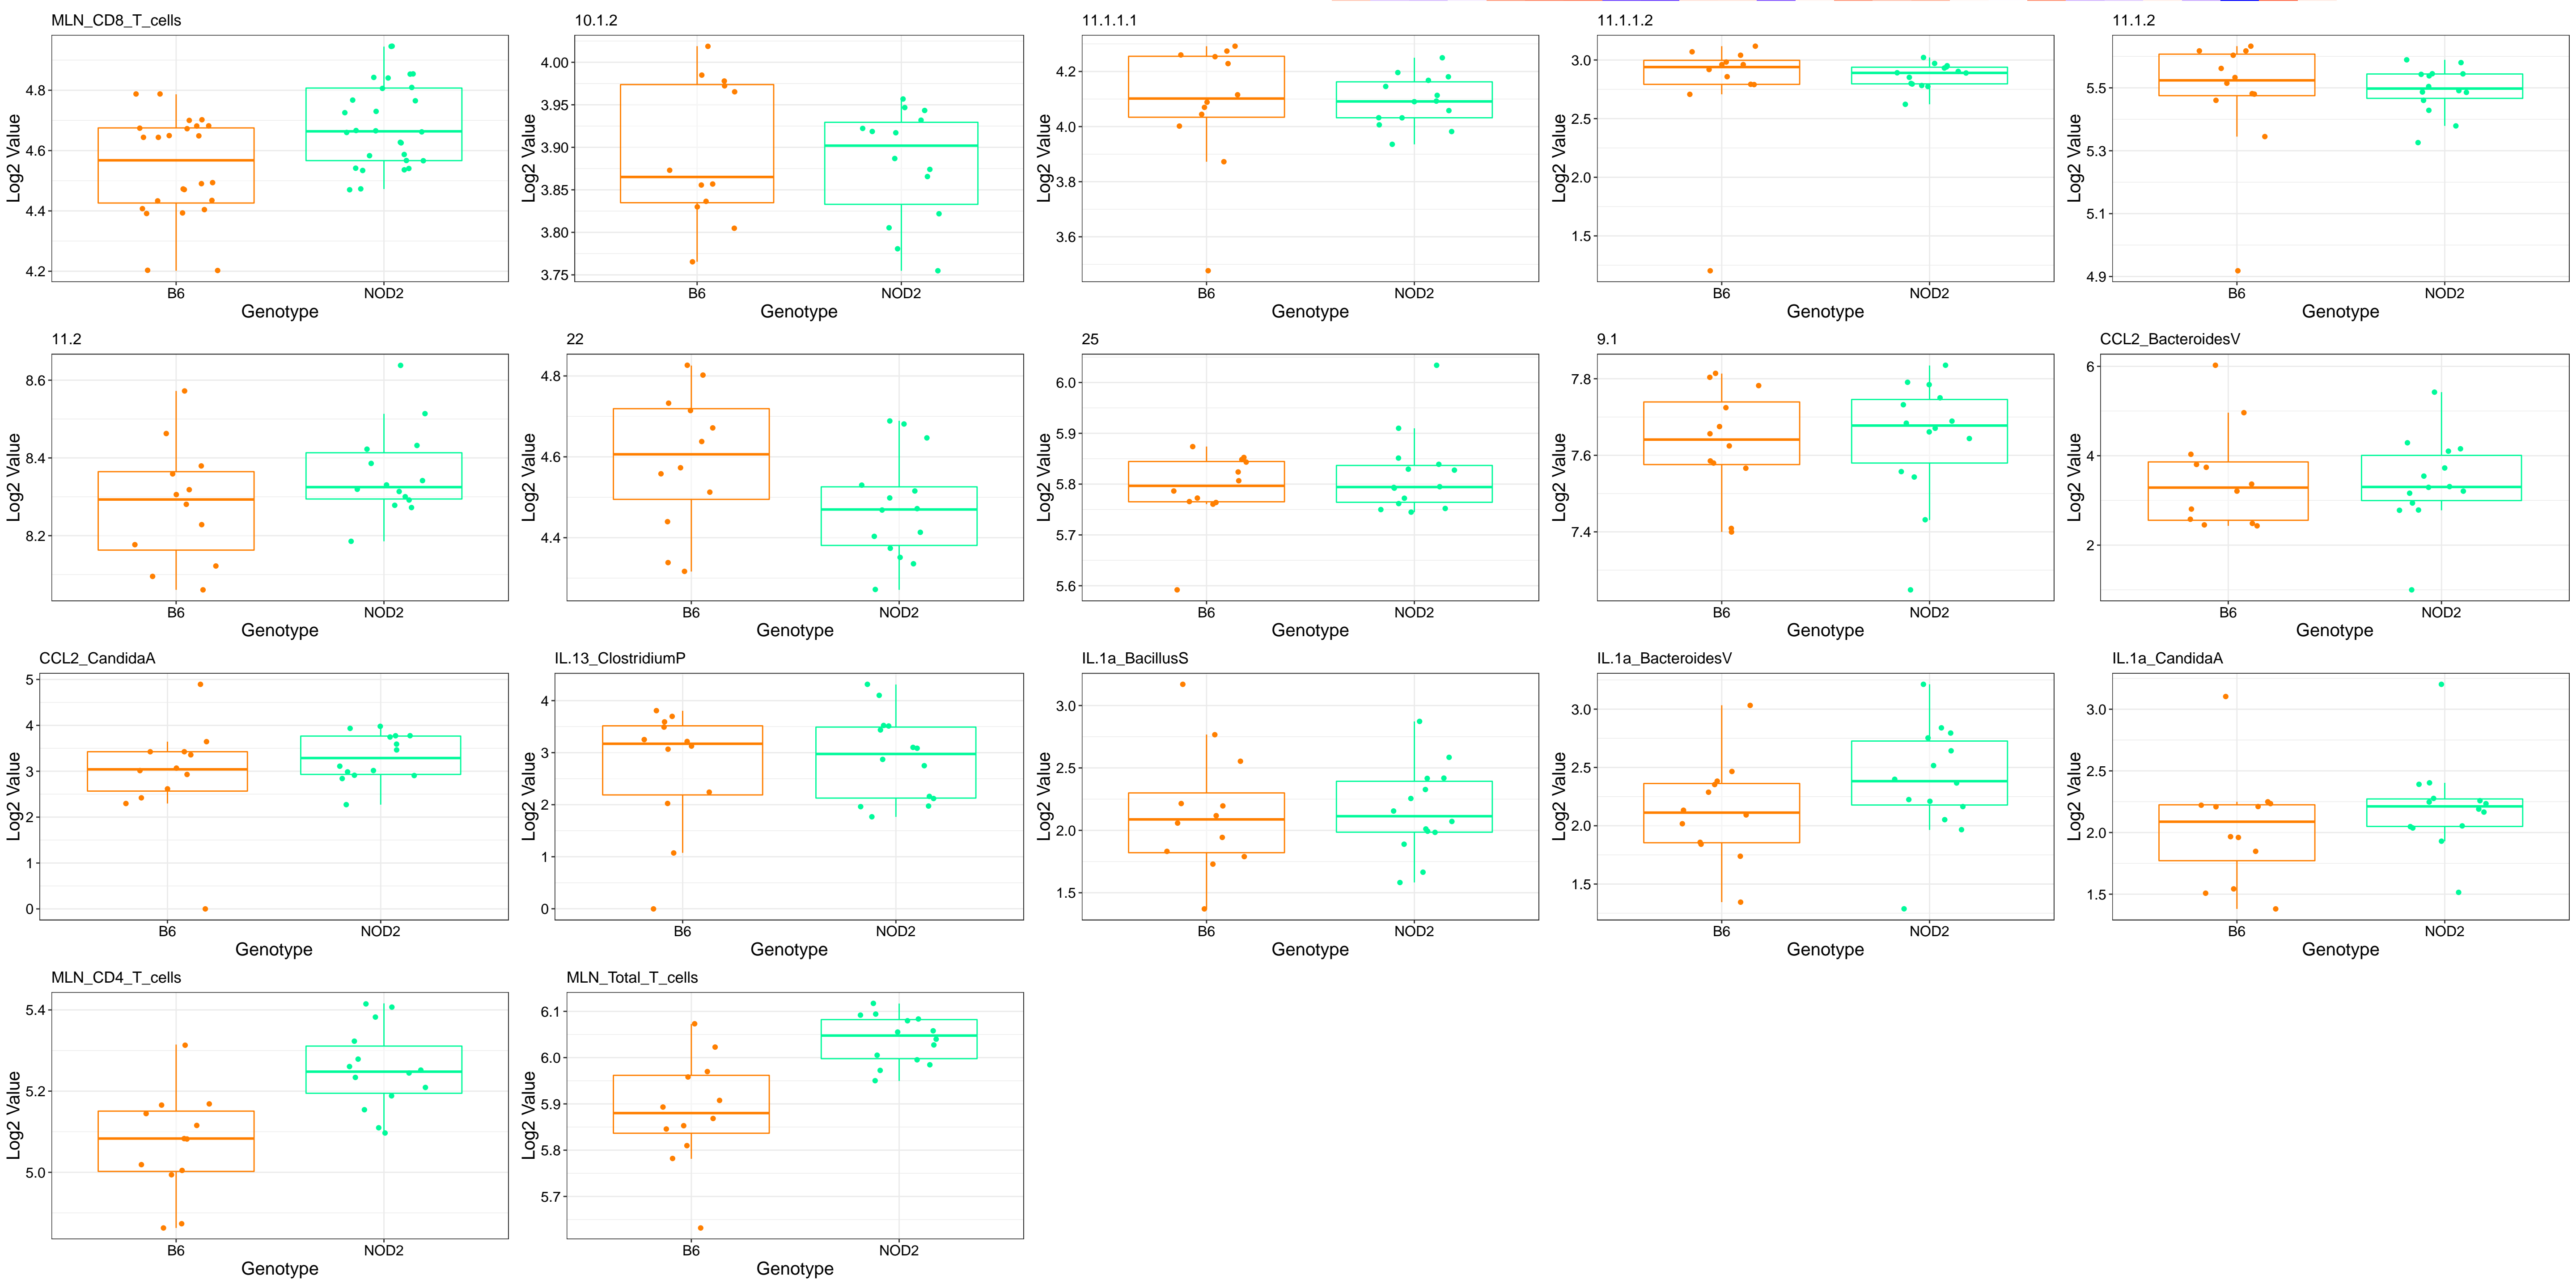 MLN_CD8_T_cells 10.1.2 11.1.1.1 11.1.1.2 11.1.2
Log2 Value 4.8 4.6 4.4 4.2
Log2 Value 4.00 3.95 3.90 3.85 3.80 3.75
Log2 Value 4.2 4.0 3.8 3.6
Log2 Value 3.0 2.5 2.0 1.5
Log2 Value 5.5 5.3 5.1 4.9
B6 NOD2 B6 NOD2 B6 NOD2 B6 NOD2 B6 NOD2
Genotype Genotype Genotype Genotype Genotype
11.2 22 25 9.1 CCL2_BacteroidesV
Log2 Value 8.6 8.4 8.2
Log2 Value 4.8 4.6 4.4
Log2 Value 6.0 5.9 5.8 5.7 5.6
Log2 Value 7.8 7.6 7.4
Log2 Value 6 4 2
B6 NOD2 B6 NOD2 B6 NOD2 B6 NOD2 B6 NOD2
Genotype Genotype Genotype Genotype Genotype
CCL2_CandidaA IL.13_ClostridiumP IL.1a_BacillusS IL.1a_BacteroidesV IL.1a_CandidaA
Log2 Value 5 4 3 2 1 0
Log2 Value 4 3 2 1 0
Log2 Value 3.0 2.5 2.0 1.5
Log2 Value 3.0 2.5 2.0 1.5
Log2 Value 3.0 2.5 2.0 1.5
B6 NOD2 B6 NOD2 B6 NOD2 B6 NOD2 B6 NOD2
Genotype Genotype Genotype Genotype Genotype
MLN_CD4_T_cells MLN_Total_T_cells
Log2 Value 5.4 5.2 5.0
Log2 Value 6.1 6.0 5.9 5.8 5.7
B6 NOD2 B6 NOD2
Genotype Genotype